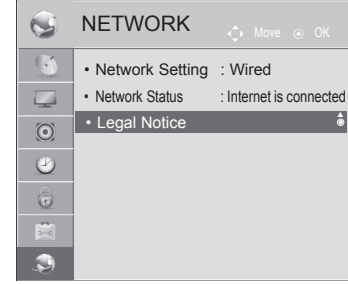 NETWORK
Move OK
• Network Setting : Wired
• Network Status : Internet is connected
• Legal Notice